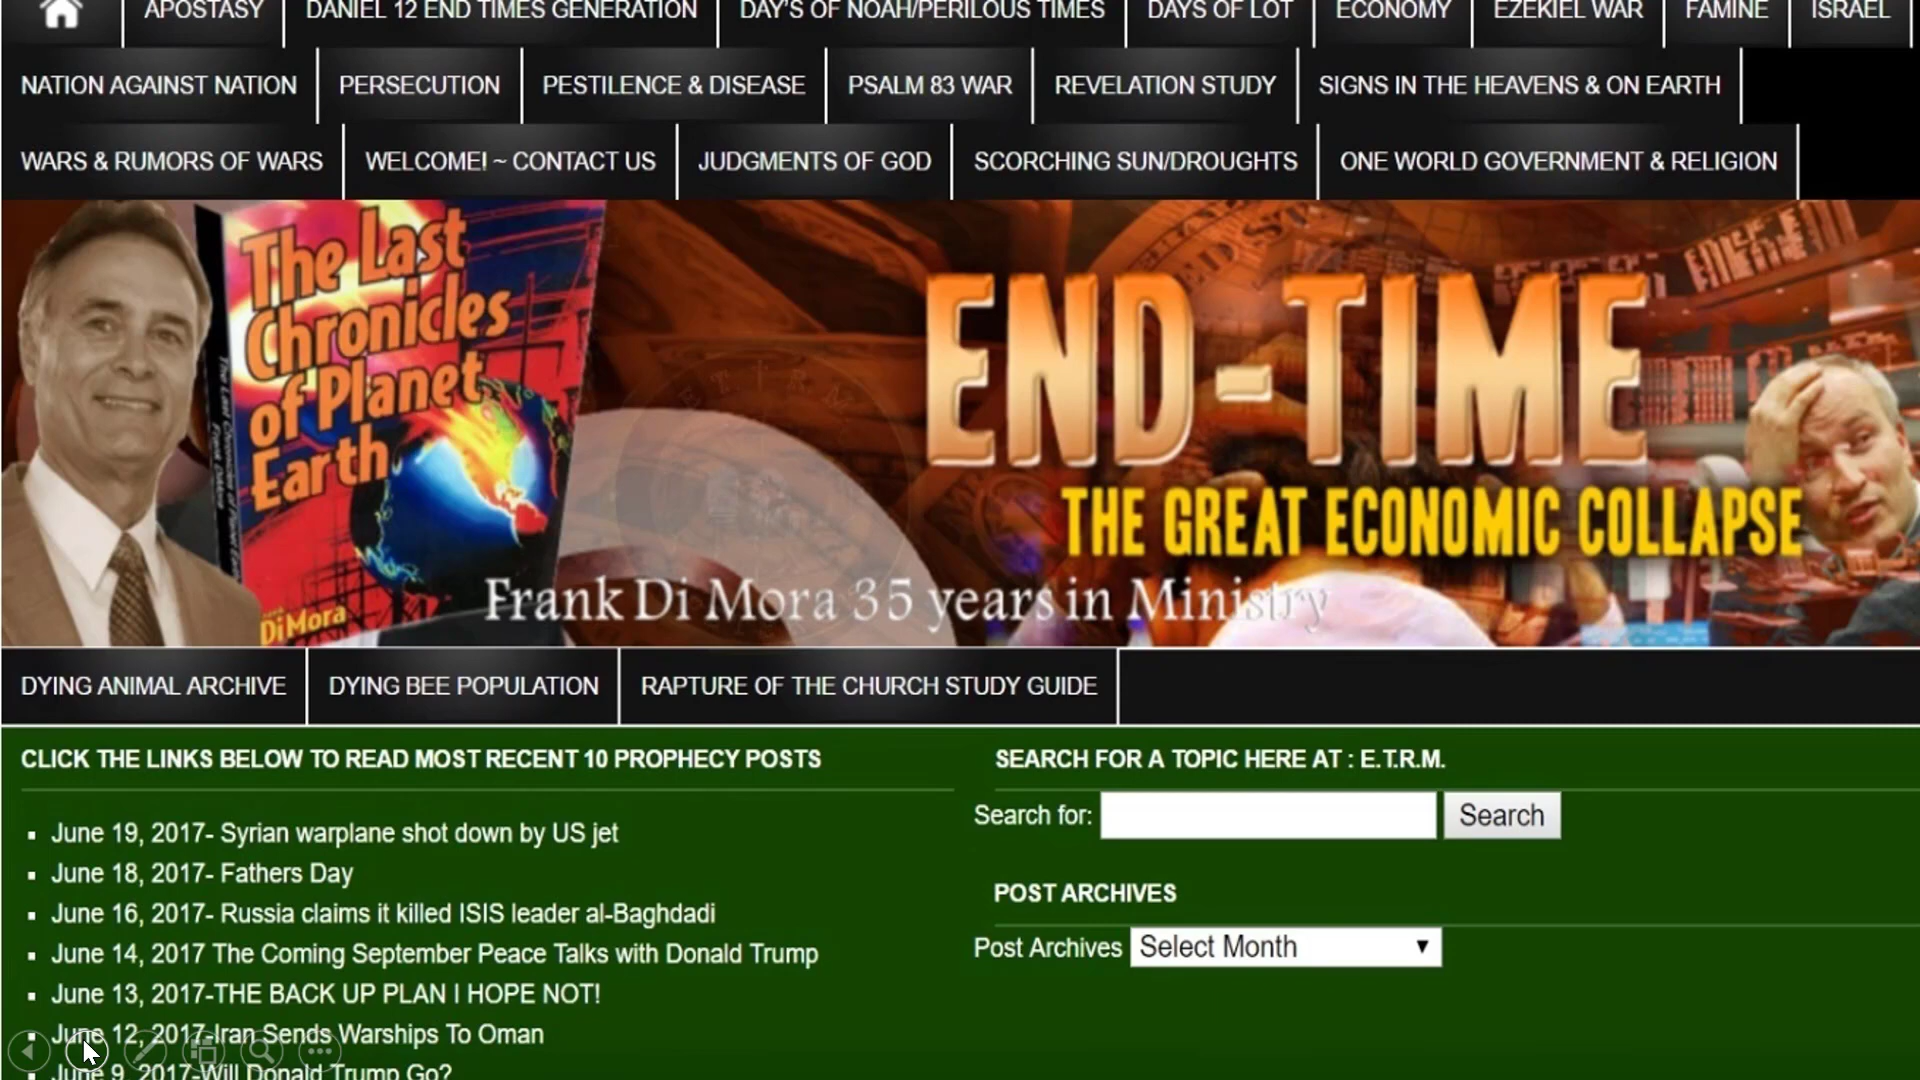 APOSTASY DANIEL 12 END TIMES GENERATION DAY'S OF NOAH/PERILOUS TIMES DAYS OF LOT ECONOMY EZEKIEL WAR FAMINE ISRAEL
NATION AGAINST NATION PERSECUTION PESTILENCE & DISEASE PSALM 83 WAR REVELATION STUDY SIGNS IN THE HEAVENS & ON EARTH
WARS & RUMORS OF WARS WELCOME! ~ CONTACT US JUDGMENTS OF GOD SCORCHING SUN/DROUGHTS ONE WORLD GOVERNMENT & RELIGION
The Last
Chronicles
of Planet
Earth
DiMora
END-TIME
THE GREAT ECONOMIC COLLAPSE
Frank Di Mora 35 years in Ministry
DYING ANIMAL ARCHIVE DYING BEE POPULATION RAPTURE OF THE CHURCH STUDY GUIDE
CLICK THE LINKS BELOW TO READ MOST RECENT 10 PROPHECY POSTS
June 19, 2017- Syrian warplane shot down by US jet
June 18, 2017- Fathers Day
June 16, 2017- Russia claims it killed ISIS leader al-Baghdadi
June 14, 2017 The Coming September Peace Talks with Donald Trump
June 13, 2017-THE BACK UP PLAN I HOPE NOT!
June 12, 2017-Iran Sends Warships To Oman
June 9, 2017-Will Donald Trump Go?
SEARCH FOR A TOPIC HERE AT : E.T.R.M.
Search for: Search
POST ARCHIVES
Post Archives Select Month